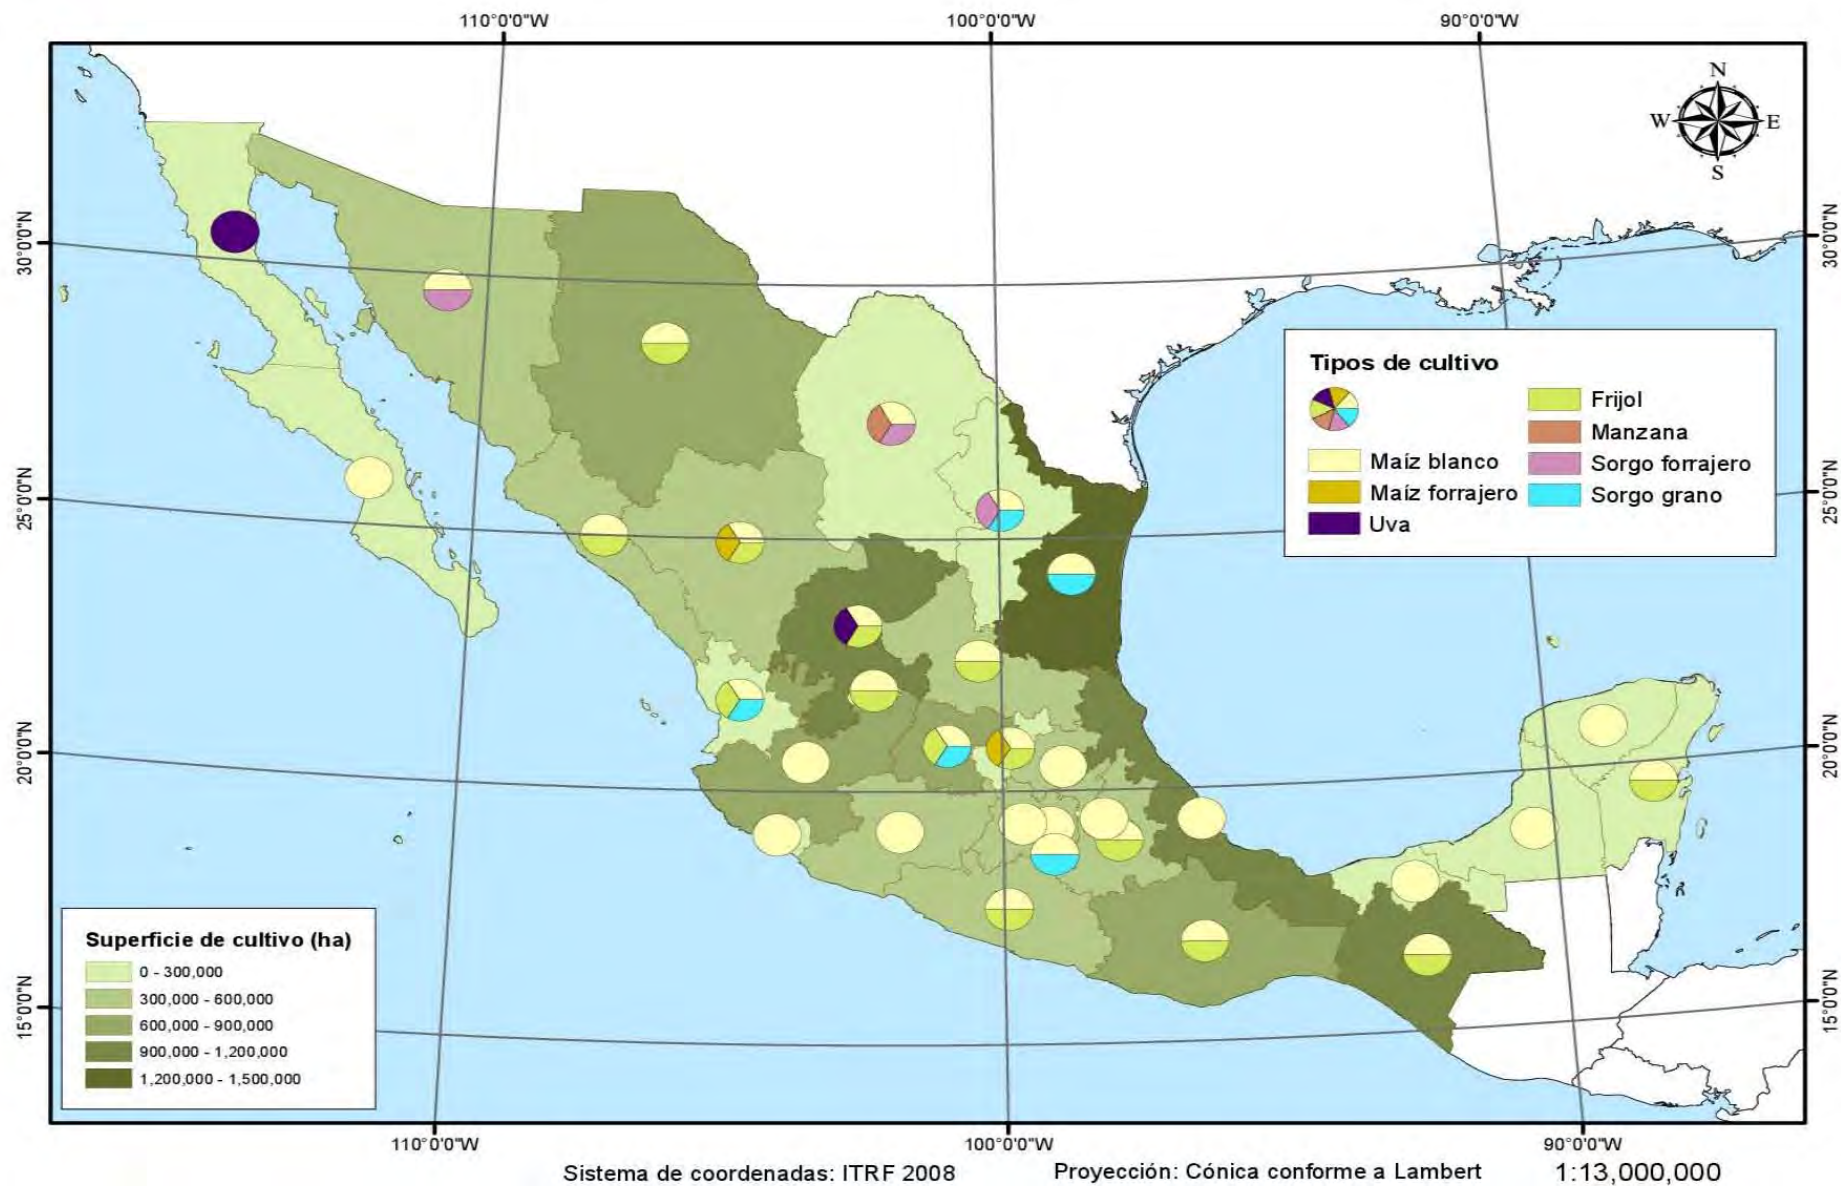 110°0'0"W
100°0'0"W
90°0'0"W
N
W
E
S
30°0'0"N
30°0'0"N
25°0'0"N
25°0'0"N
20°0'0"N
20°0'0"N
15°0'0"N
15°0'0"N
Tipos de cultivo
Maíz blanco
Maíz forrajero
Uva
Frijol
Manzana
Sorgo forrajero
Sorgo grano
Superficie de cultivo (ha)
0 - 300,000
300,000 - 600,000
600,000 - 900,000
900,000 - 1,200,000
1,200,000 - 1,500,000
110°0'0"W
100°0'0"W
90°0'0"W
Sistema de coordenadas: ITRF 2008
Proyección: Cónica conforme a Lambert
1:13,000,000